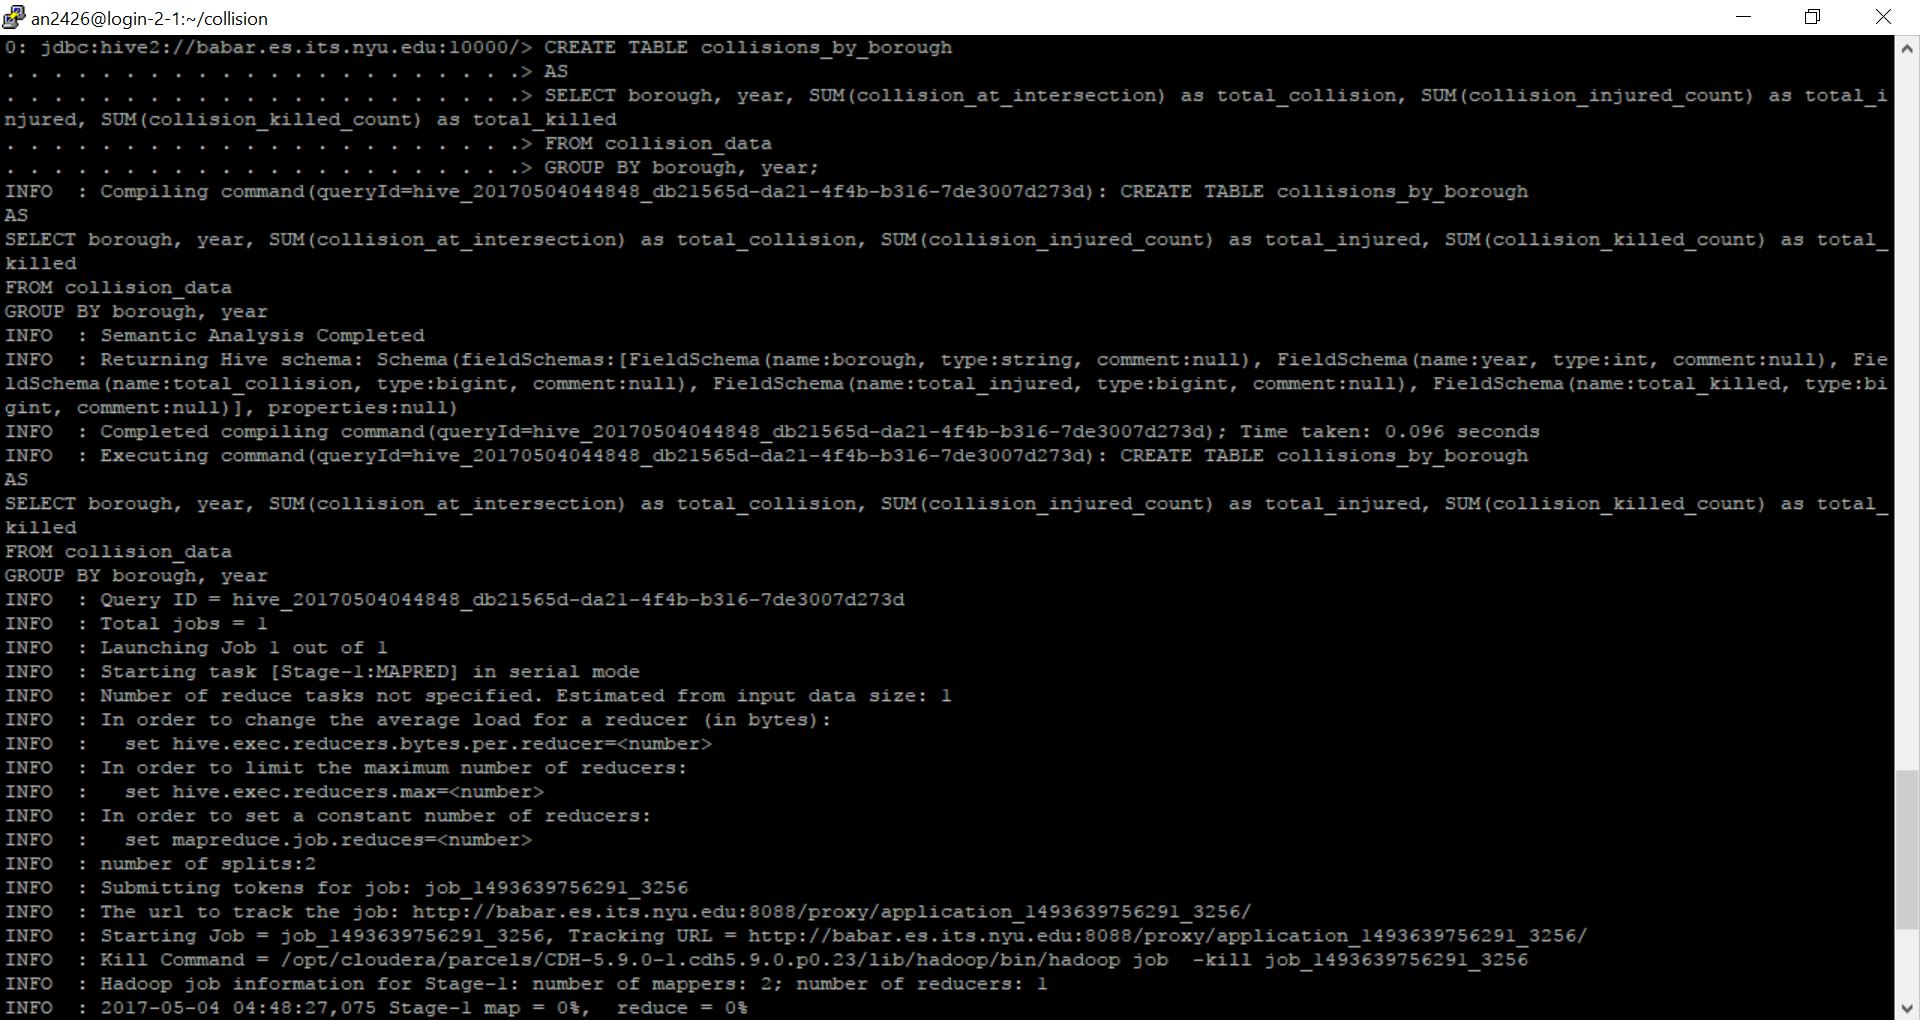 an2426@login-2-1:~/collision
0: jdbc:hive2://babar.es.its.nyu.edu:10000/> CREATE TABLE collisions_by_borough
. . . . . . . . . . . . . . . . . . . . . .> AS
. . . . . . . . . . . . . . . . . . . . . .> SELECT borough, year, SUM(collision_at_intersection) as total_collision, SUM(collision_injured_count) as total_i
njured, SUM(collision_killed_count) as total_killed
. . . . . . . . . . . . . . . . . . . . . .> FROM collision_data
. . . . . . . . . . . . . . . . . . . . . .> GROUP BY borough, year;
INFO  : Compiling command(queryId=hive_20170504044848_db21565d-da21-4f4b-b316-7de3007d273d): CREATE TABLE collisions_by_borough
AS
SELECT borough, year, SUM(collision_at_intersection) as total_collision, SUM(collision_injured_count) as total_injured, SUM(collision_killed_count) as total_
killed
FROM collision_data
GROUP BY borough, year
INFO  : Semantic Analysis Completed
INFO  : Returning Hive schema: Schema(fieldSchemas:[FieldSchema(name:borough, type:string, comment:null), FieldSchema(name:year, type:int, comment:null), Fie
ldSchema(name:total_collision, type:bigint, comment:null), FieldSchema(name:total_injured, type:bigint, comment:null), FieldSchema(name:total_killed, type:bi
gint, comment:null)], properties:null)
INFO  : Completed compiling command(queryId=hive_20170504044848_db21565d-da21-4f4b-b316-7de3007d273d); Time taken: 0.096 seconds
INFO  : Executing command(queryId=hive_20170504044848_db21565d-da21-4f4b-b316-7de3007d273d): CREATE TABLE collisions_by_borough
AS
SELECT borough, year, SUM(collision_at_intersection) as total_collision, SUM(collision_injured_count) as total_injured, SUM(collision_killed_count) as total_
killed
FROM collision_data
GROUP BY borough, year
INFO  : Query ID = hive_20170504044848_db21565d-da21-4f4b-b316-7de3007d273d
INFO  : Total jobs = 1
INFO  : Launching Job 1 out of 1
INFO  : Starting task [Stage-1:MAPRED] in serial mode
INFO  : Number of reduce tasks not specified. Estimated from input data size: 1
INFO  : In order to change the average load for a reducer (in bytes):
INFO  :   set hive.exec.reducers.bytes.per.reducer=<number>
INFO  : In order to limit the maximum number of reducers:
INFO  :   set hive.exec.reducers.max=<number>
INFO  : In order to set a constant number of reducers:
INFO  :   set mapreduce.job.reduces=<number>
INFO  : number of splits:2
INFO  : Submitting tokens for job: job_1493639756291_3256
INFO  : The url to track the job: http://babar.es.its.nyu.edu:8088/proxy/application_1493639756291_3256/
INFO  : Starting Job = job_1493639756291_3256, Tracking URL = http://babar.es.its.nyu.edu:8088/proxy/application_1493639756291_3256/
INFO  : Kill Command = /opt/cloudera/parcels/CDH-5.9.0-1.cdh5.9.0.p0.23/lib/hadoop/bin/hadoop job  -kill job_1493639756291_3256
INFO  : Hadoop job information for Stage-1: number of mappers: 2; number of reducers: 1
INFO  : 2017-05-04 04:48:27,075 Stage-1 map = 0%,  reduce = 0%